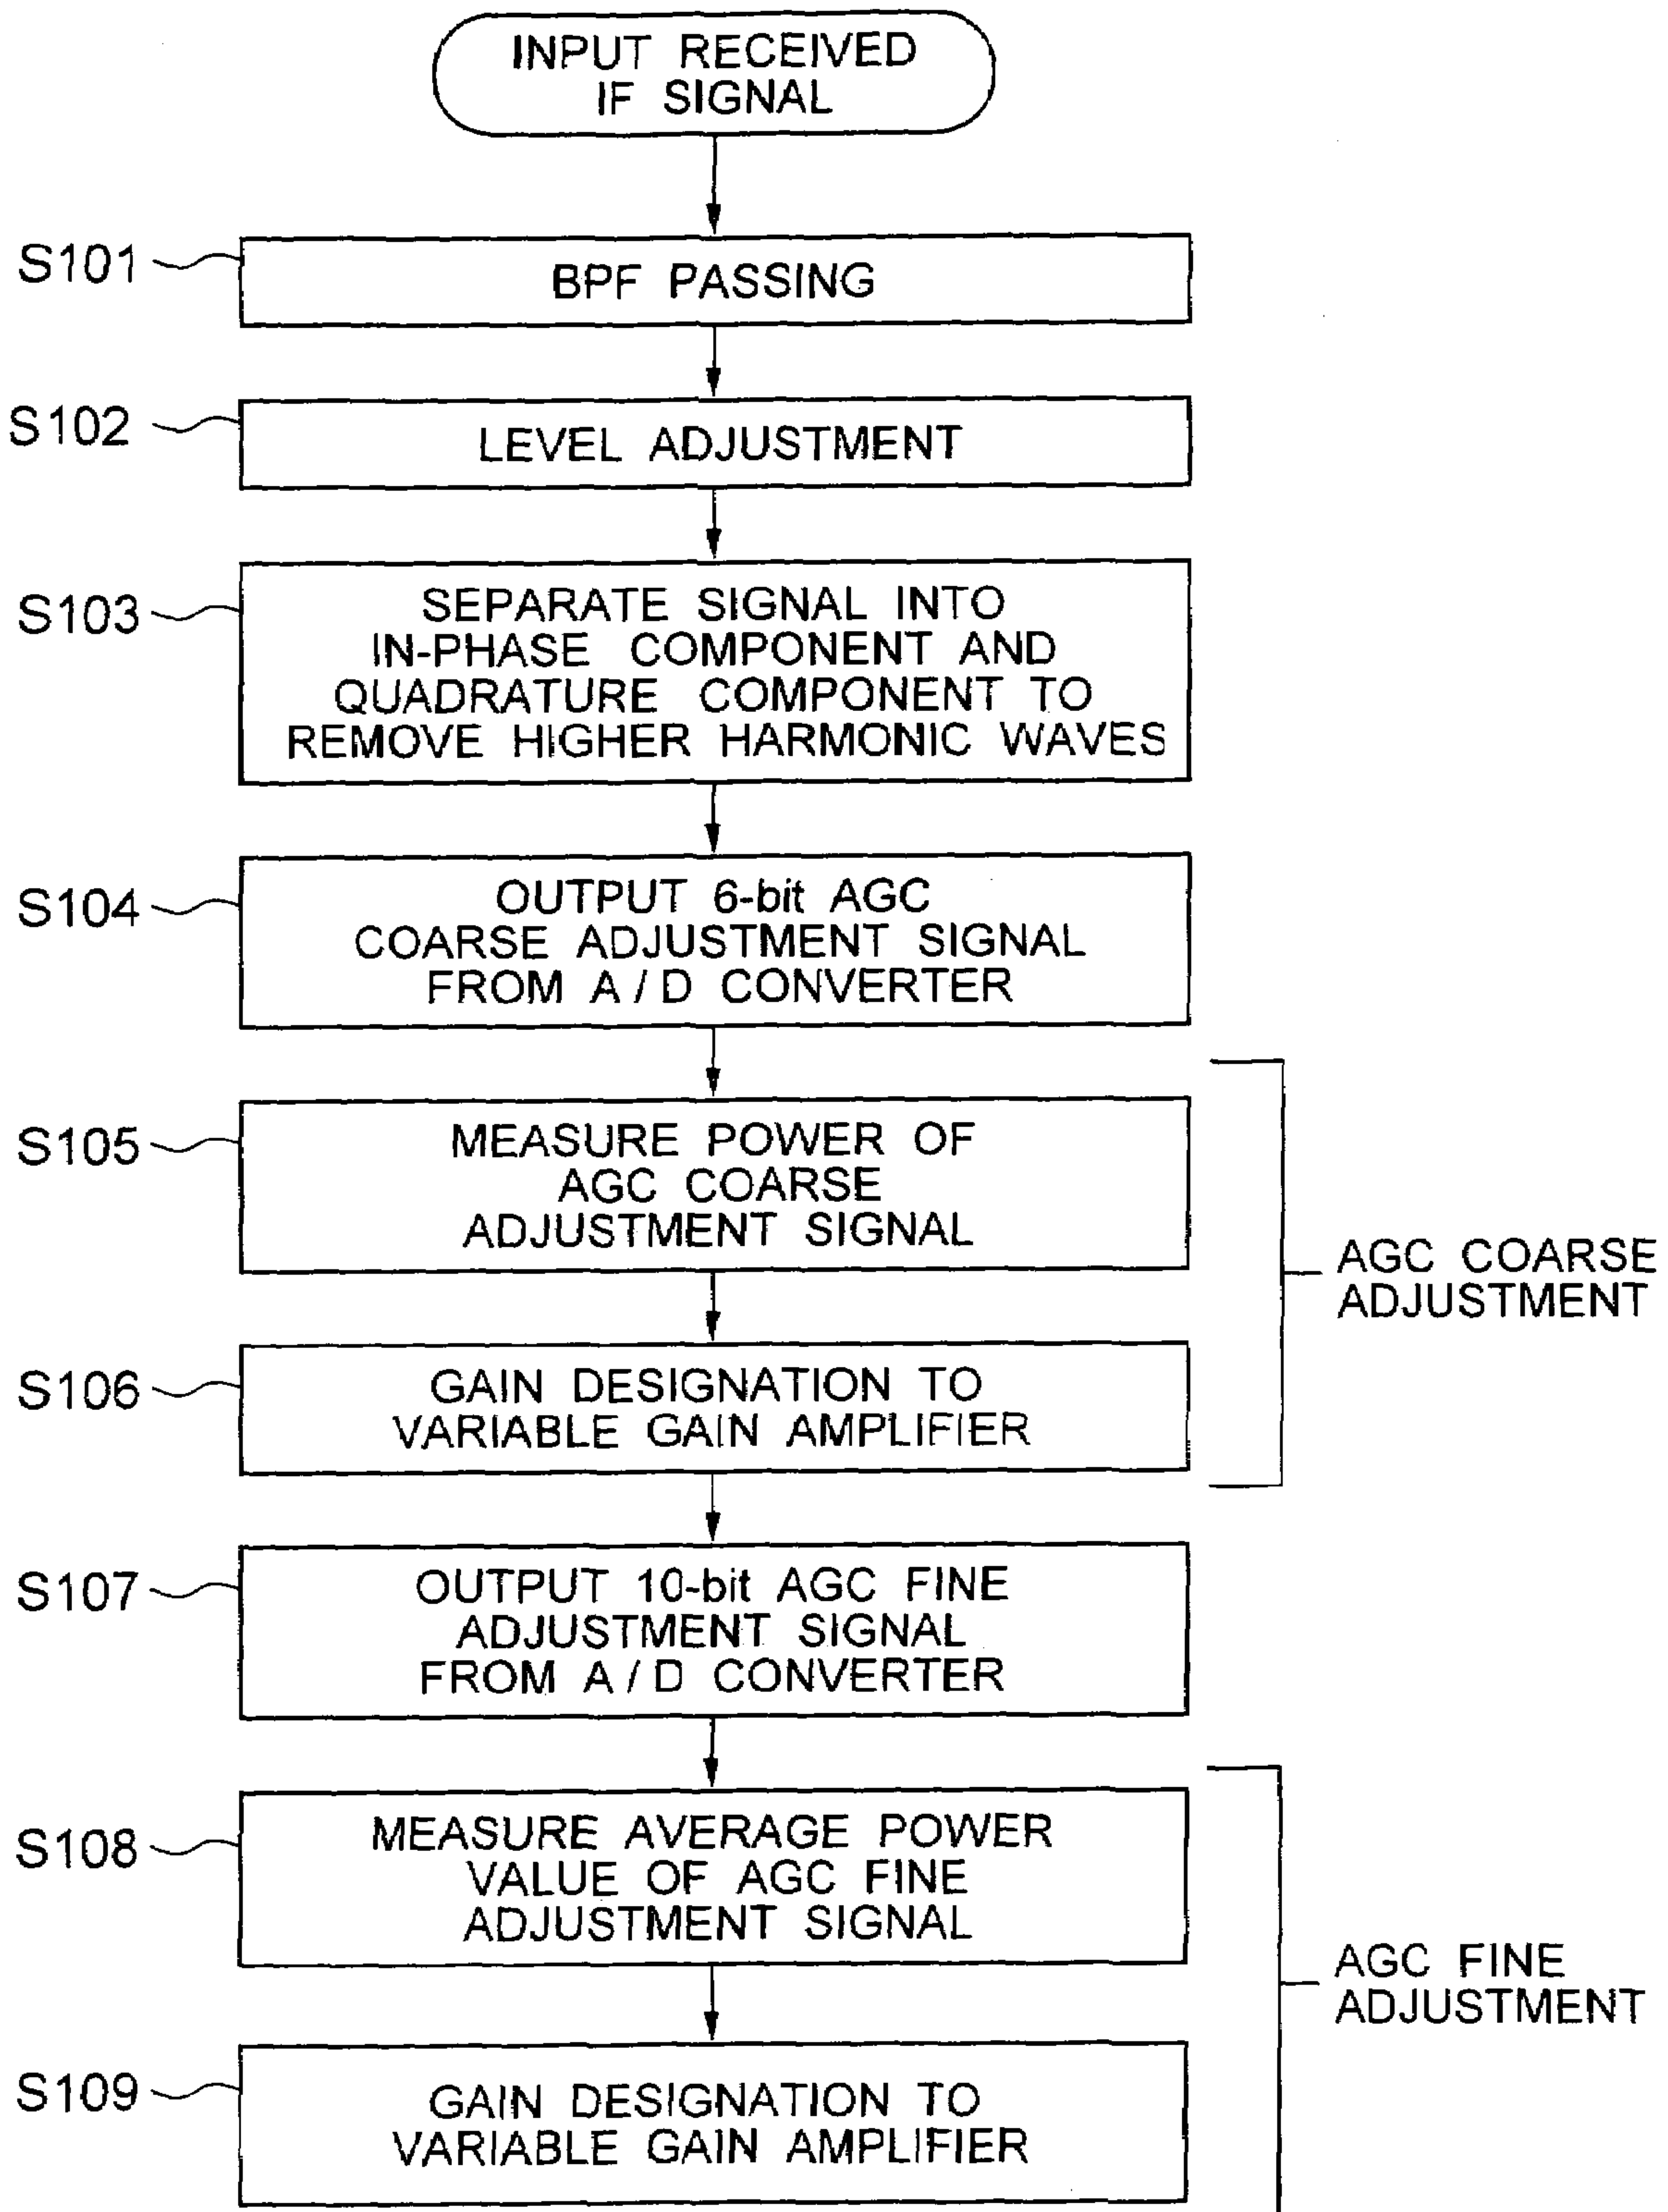 INPUT RECEIVED
IF SIGNAL
S101
BPF PASSING
S102
LEVEL ADJUSTMENT
S103
SEPARATE SIGNAL INTO
IN-PHASE COMPONENT AND
QUADRATURE COMPONENT TO
REMOVE HIGHER HARMONIC WAVES
S104
OUTPUT 6-bit AGC
COARSE ADJUSTMENT SIGNAL
FROM A/D CONVERTER
S105
MEASURE POWER OF
AGC COARSE
ADJUSTMENT SIGNAL
AGC COARSE
ADJUSTMENT
S106
GAIN DESIGNATION TO
VARIABLE GAIN AMPLIFIER
S107
OUTPUT 10-bit AGC FINE
ADJUSTMENT SIGNAL
FROM A/D CONVERTER
S108
MEASURE AVERAGE POWER
VALUE OF AGC FINE
ADJUSTMENT SIGNAL
AGC FINE
ADJUSTMENT
S109
GAIN DESIGNATION TO
VARIABLE GAIN AMPLIFIER